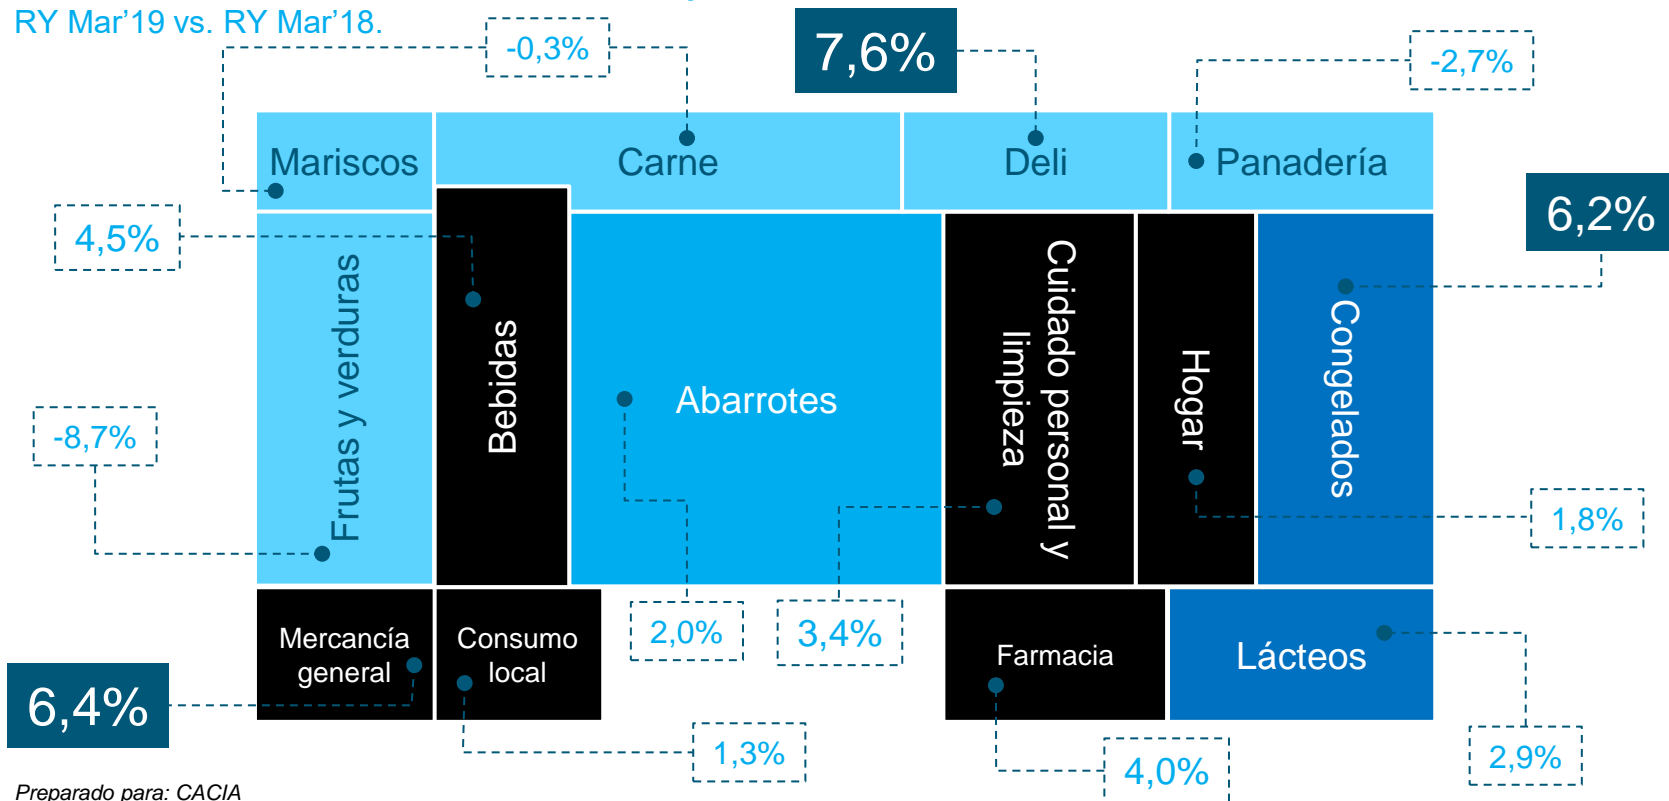 RY Mar’19 vs. RY Mar’18.
-0,3%
7,6%
-2,7%
Mariscos
Carne
Deli
Panadería
6,2%
4,5%
Frutas y verduras
Bebidas
Abarrotes
Cuidado personal y
limpieza
Hogar
Congelados
-8,7%
1,8%
2,0%
3,4%
Mercancía
general
Consumo
local
Farmacia
Lácteos
6,4%
1,3%
4,0%
2,9%
Preparado para: CACIA